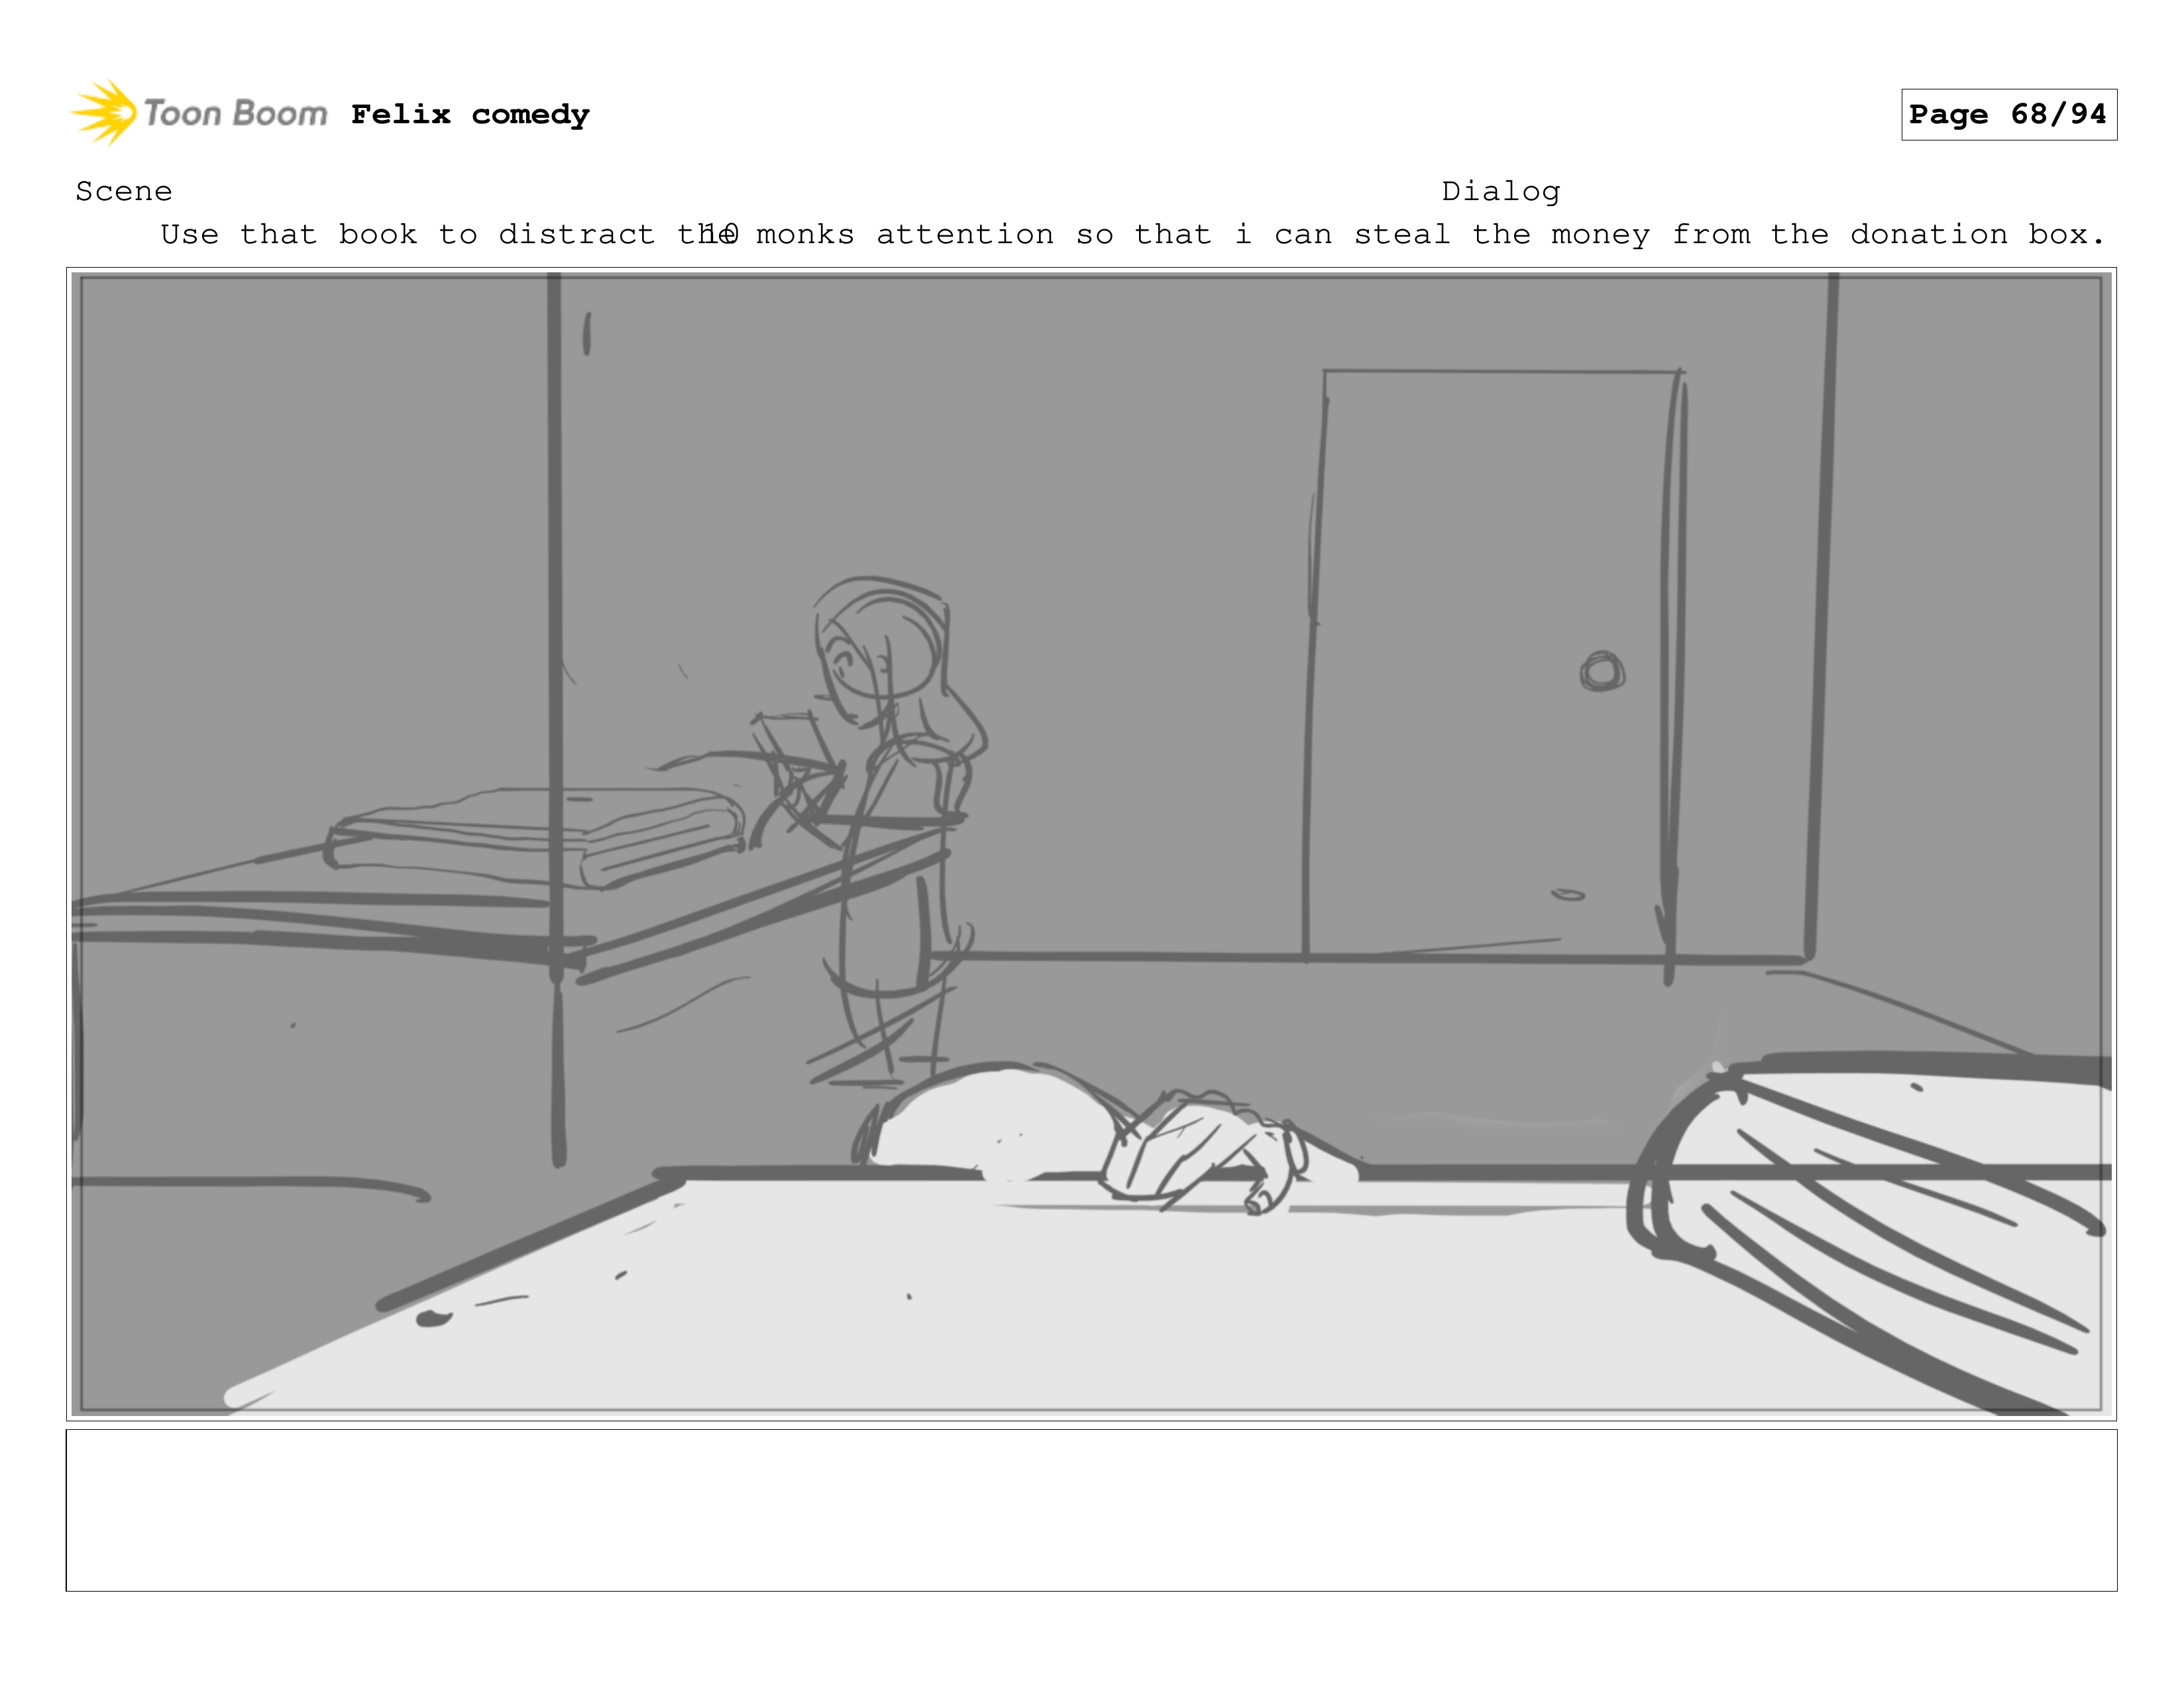 Toon Boom Felix comedy
Page 68/94
Scene Dialog
10 Use that book to distract the monks attention so that i can steal the money from the donation box.